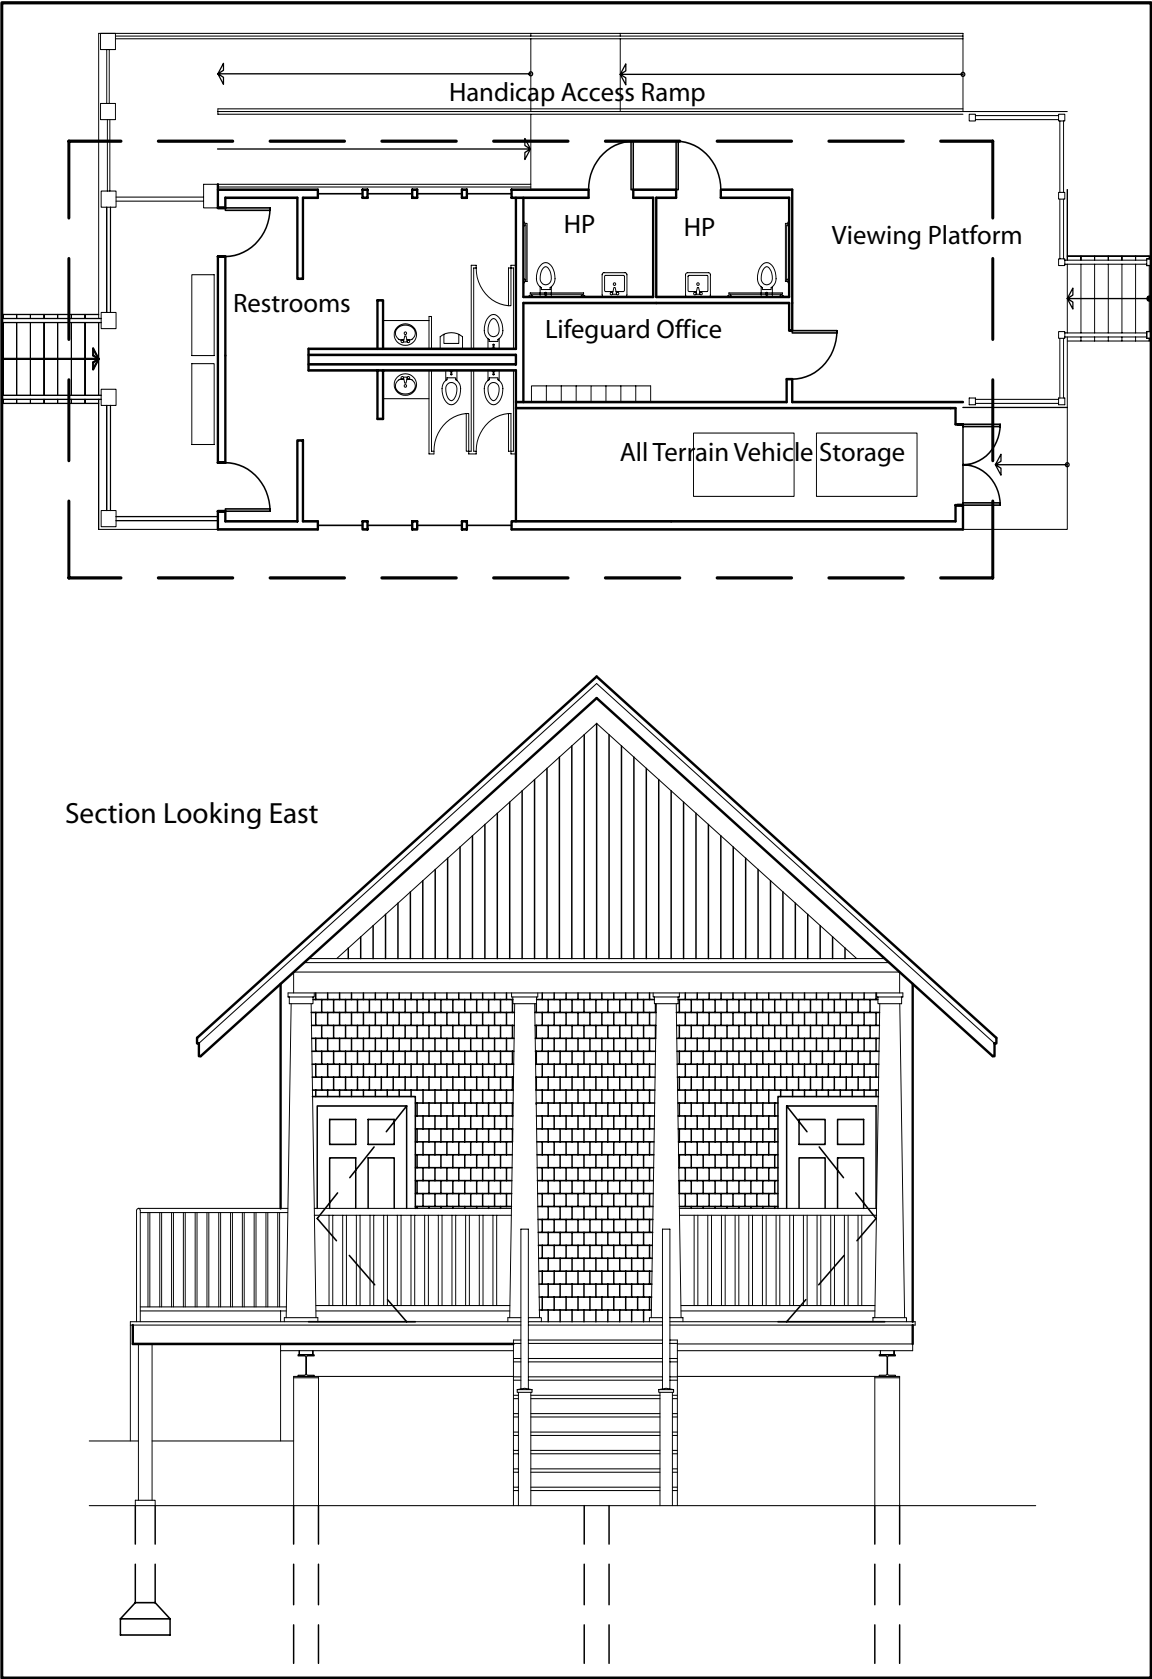 Handicap Access Ramp
HP
HP
Viewing Platform
Restrooms
Lifeguard Office
All Terrain Vehicle Storage
Section Looking East